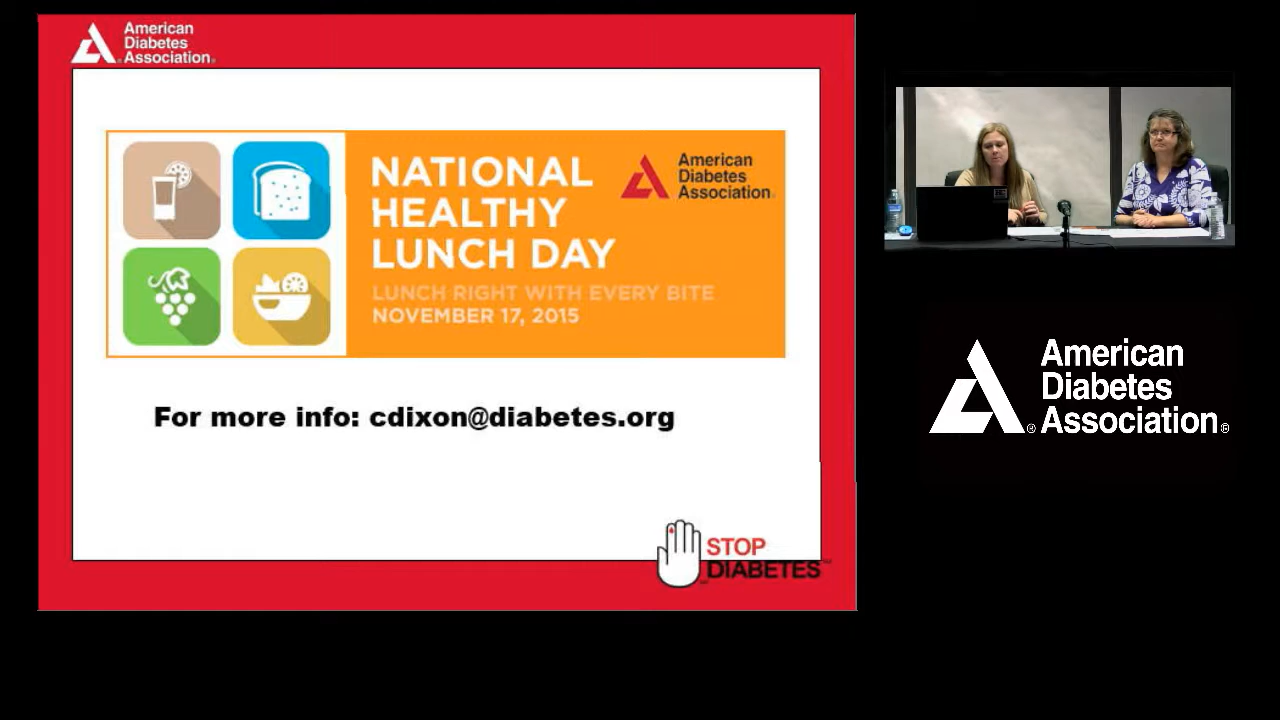 American
Diabetes
Association®
NATIONAL
HEALTHY
LUNCH DAY
American
Diabetes
Association®
LUNCH RIGHT WITH EVERY BITE
NOVEMBER 17, 2015
For more info: cdixon@diabetes.org
STOP
DIABETES
American
Diabetes
®Association®